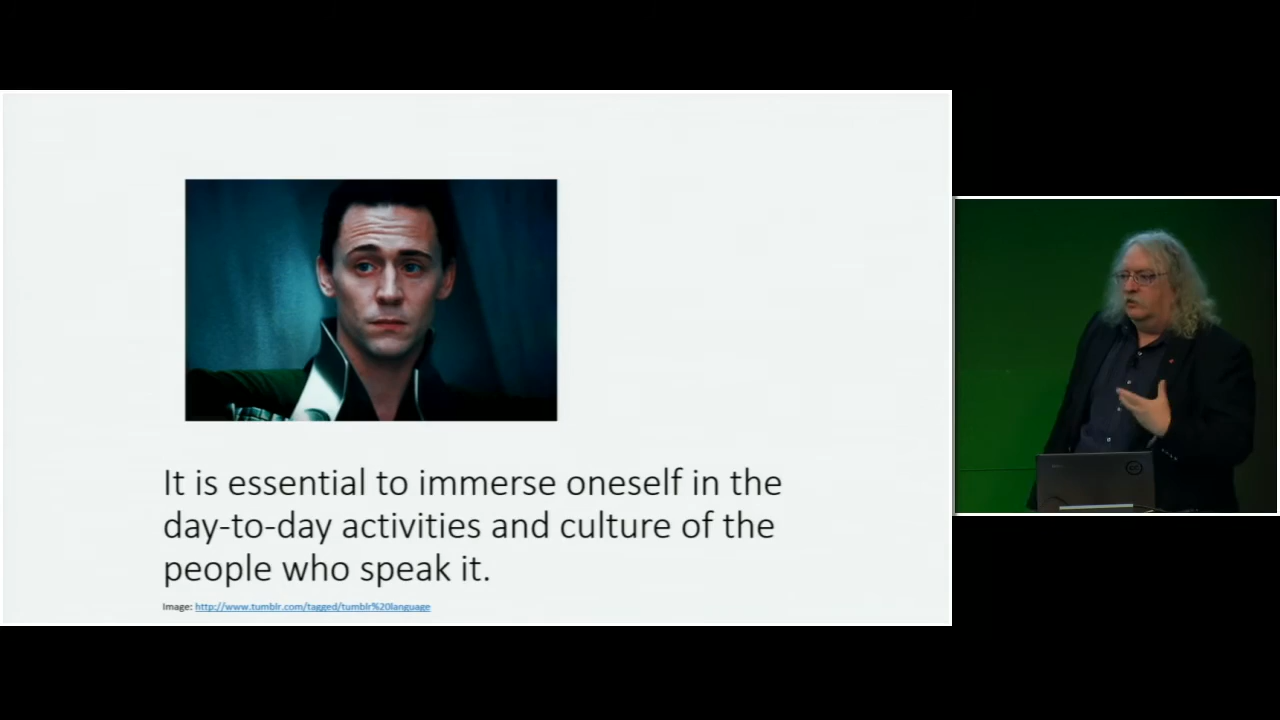 It is essential to immerse oneself in the
day-to-day activities and culture of the
people who speak it.
Image: http://www.tumblr.com/tagged/tumblr%20language